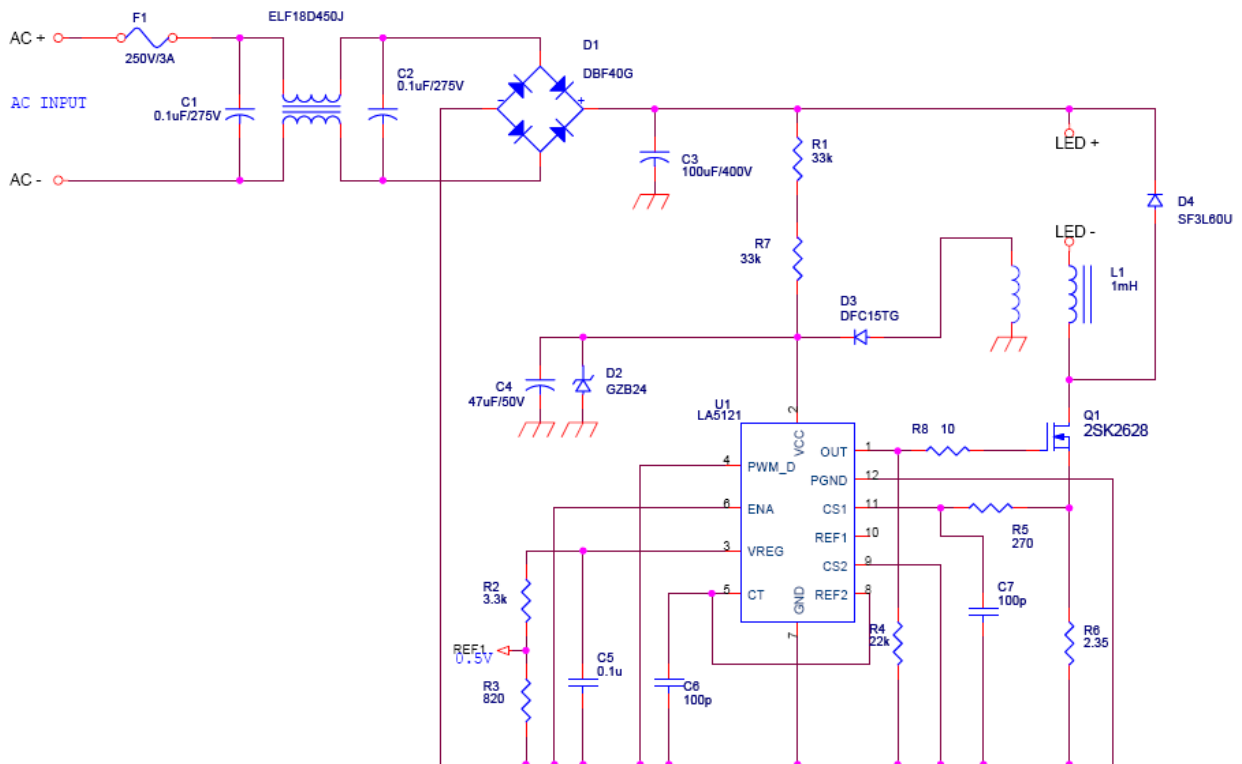 F1
250V/3A
ELF18D450J
AC +
AC INPUT
AC -
C1
0.1uF/275V
C2
0.1uF/275V
D1
DBF40G
-
+
C3
100uF/400V
R1
33k
R7
33k
LED +
LED -
D4
SF3L60U
L1
1mH
D3
DFC15TG
C4
47uF/50V
D2
GZB24
U1
LA5121
Q1
2SK2628
R8 10
2
VCC
4
PWM_D
6
ENA
3
VREG
5
CT
7
GND
OUT
1
PGND
12
CS1
11
REF1
10
CS2
9
REF2
8
R5
270
C7
100p
R6
2.35
R4
22k
R2
3.3k
REF1
0.5V
R3
820
C5
0.1u
C6
100p